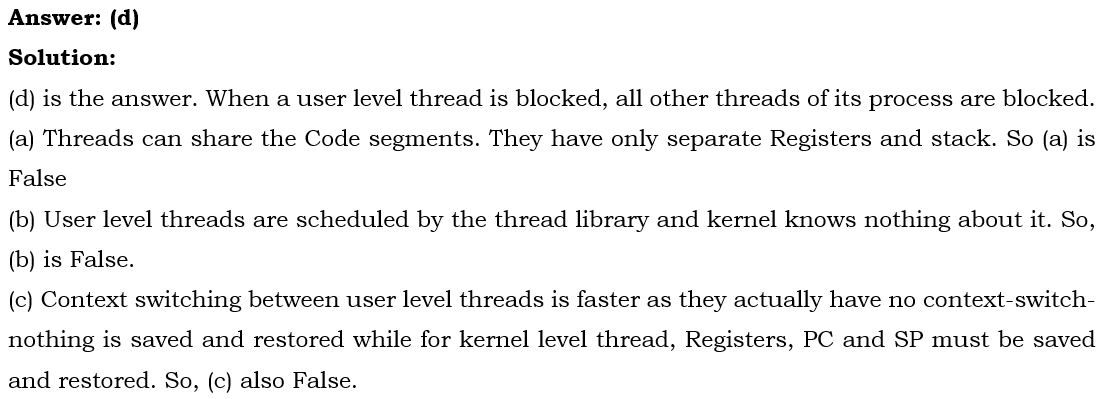 Answer: (d)
Solution:
(d) is the answer. When a user level thread is blocked, all other threads of its process are blocked.
(a) Threads can share the Code segments. They have only separate Registers and stack. So (a) is
False
(b) User level threads are scheduled by the thread library and kernel knows nothing about it. So,
(b) is False.
(c) Context switching between user level threads is faster as they actually have no context-switch-
nothing is saved and restored while for kernel level thread, Registers, PC and SP must be saved
and restored. So, (c) also False.